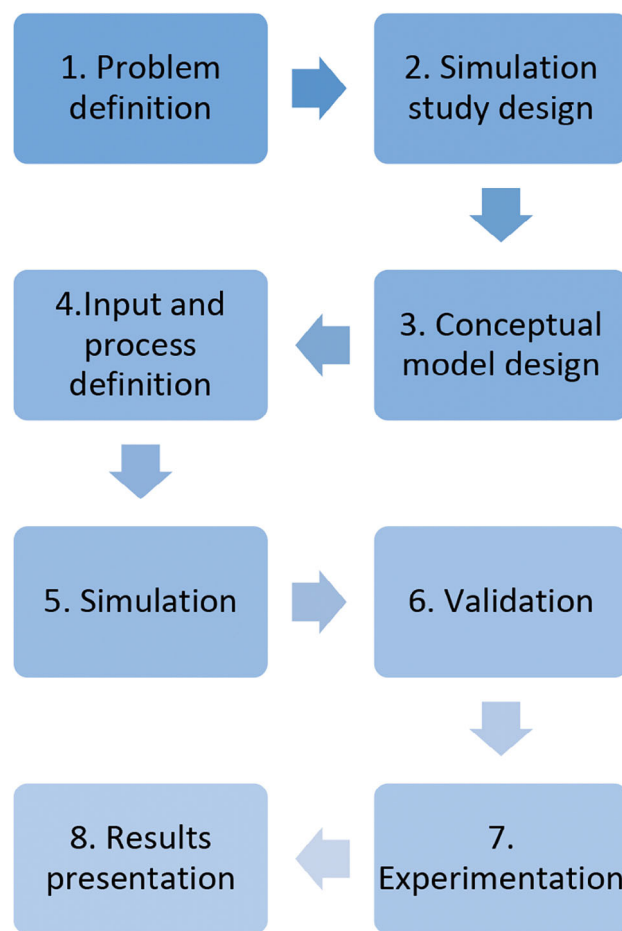 1. Problem
definition
2. Simulation
study design
3. Conceptual
model design
4.Input and
process
definition
5. Simulation
6. Validation
7.
Experimentation
8. Results
presentation